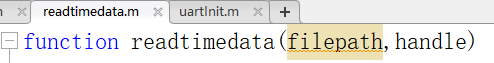 n readtimedata.m uartInit.m
function readtimedata(filepath,handle)